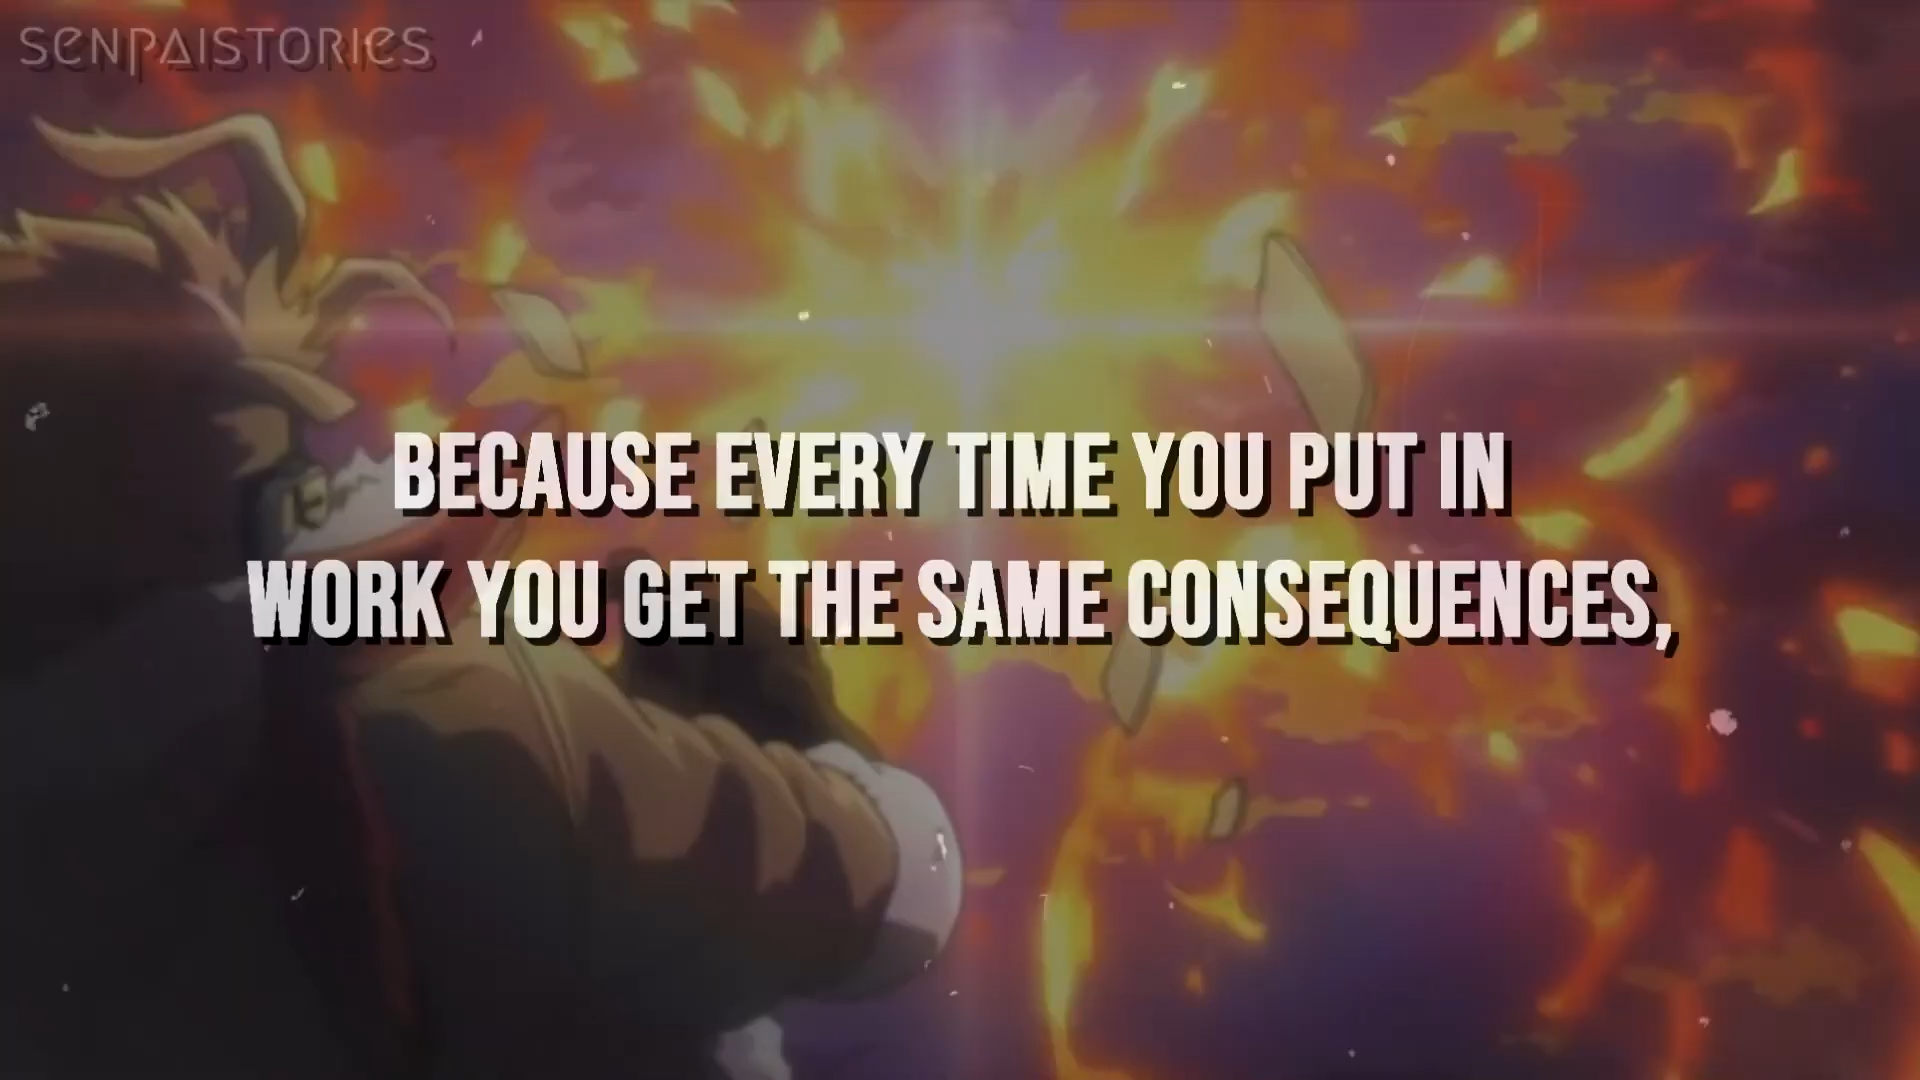 SENPAISTORIES
BECAUSE EVERY TIME YOU PUT IN
WORK YOU GET THE SAME CONSEQUENCES,